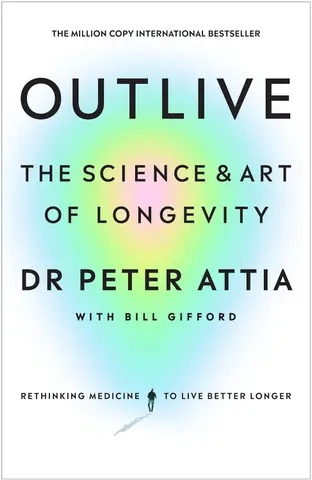 THE MILLION COPY INTERNATIONAL BESTSELLER
OUTLIVE
THE SCIENCE & ART
OF LONGEVITY
DR PETER ATTIA
WITH BILL GIFFORD
RETHINKING MEDICINE TO LIVE BETTER LONGER